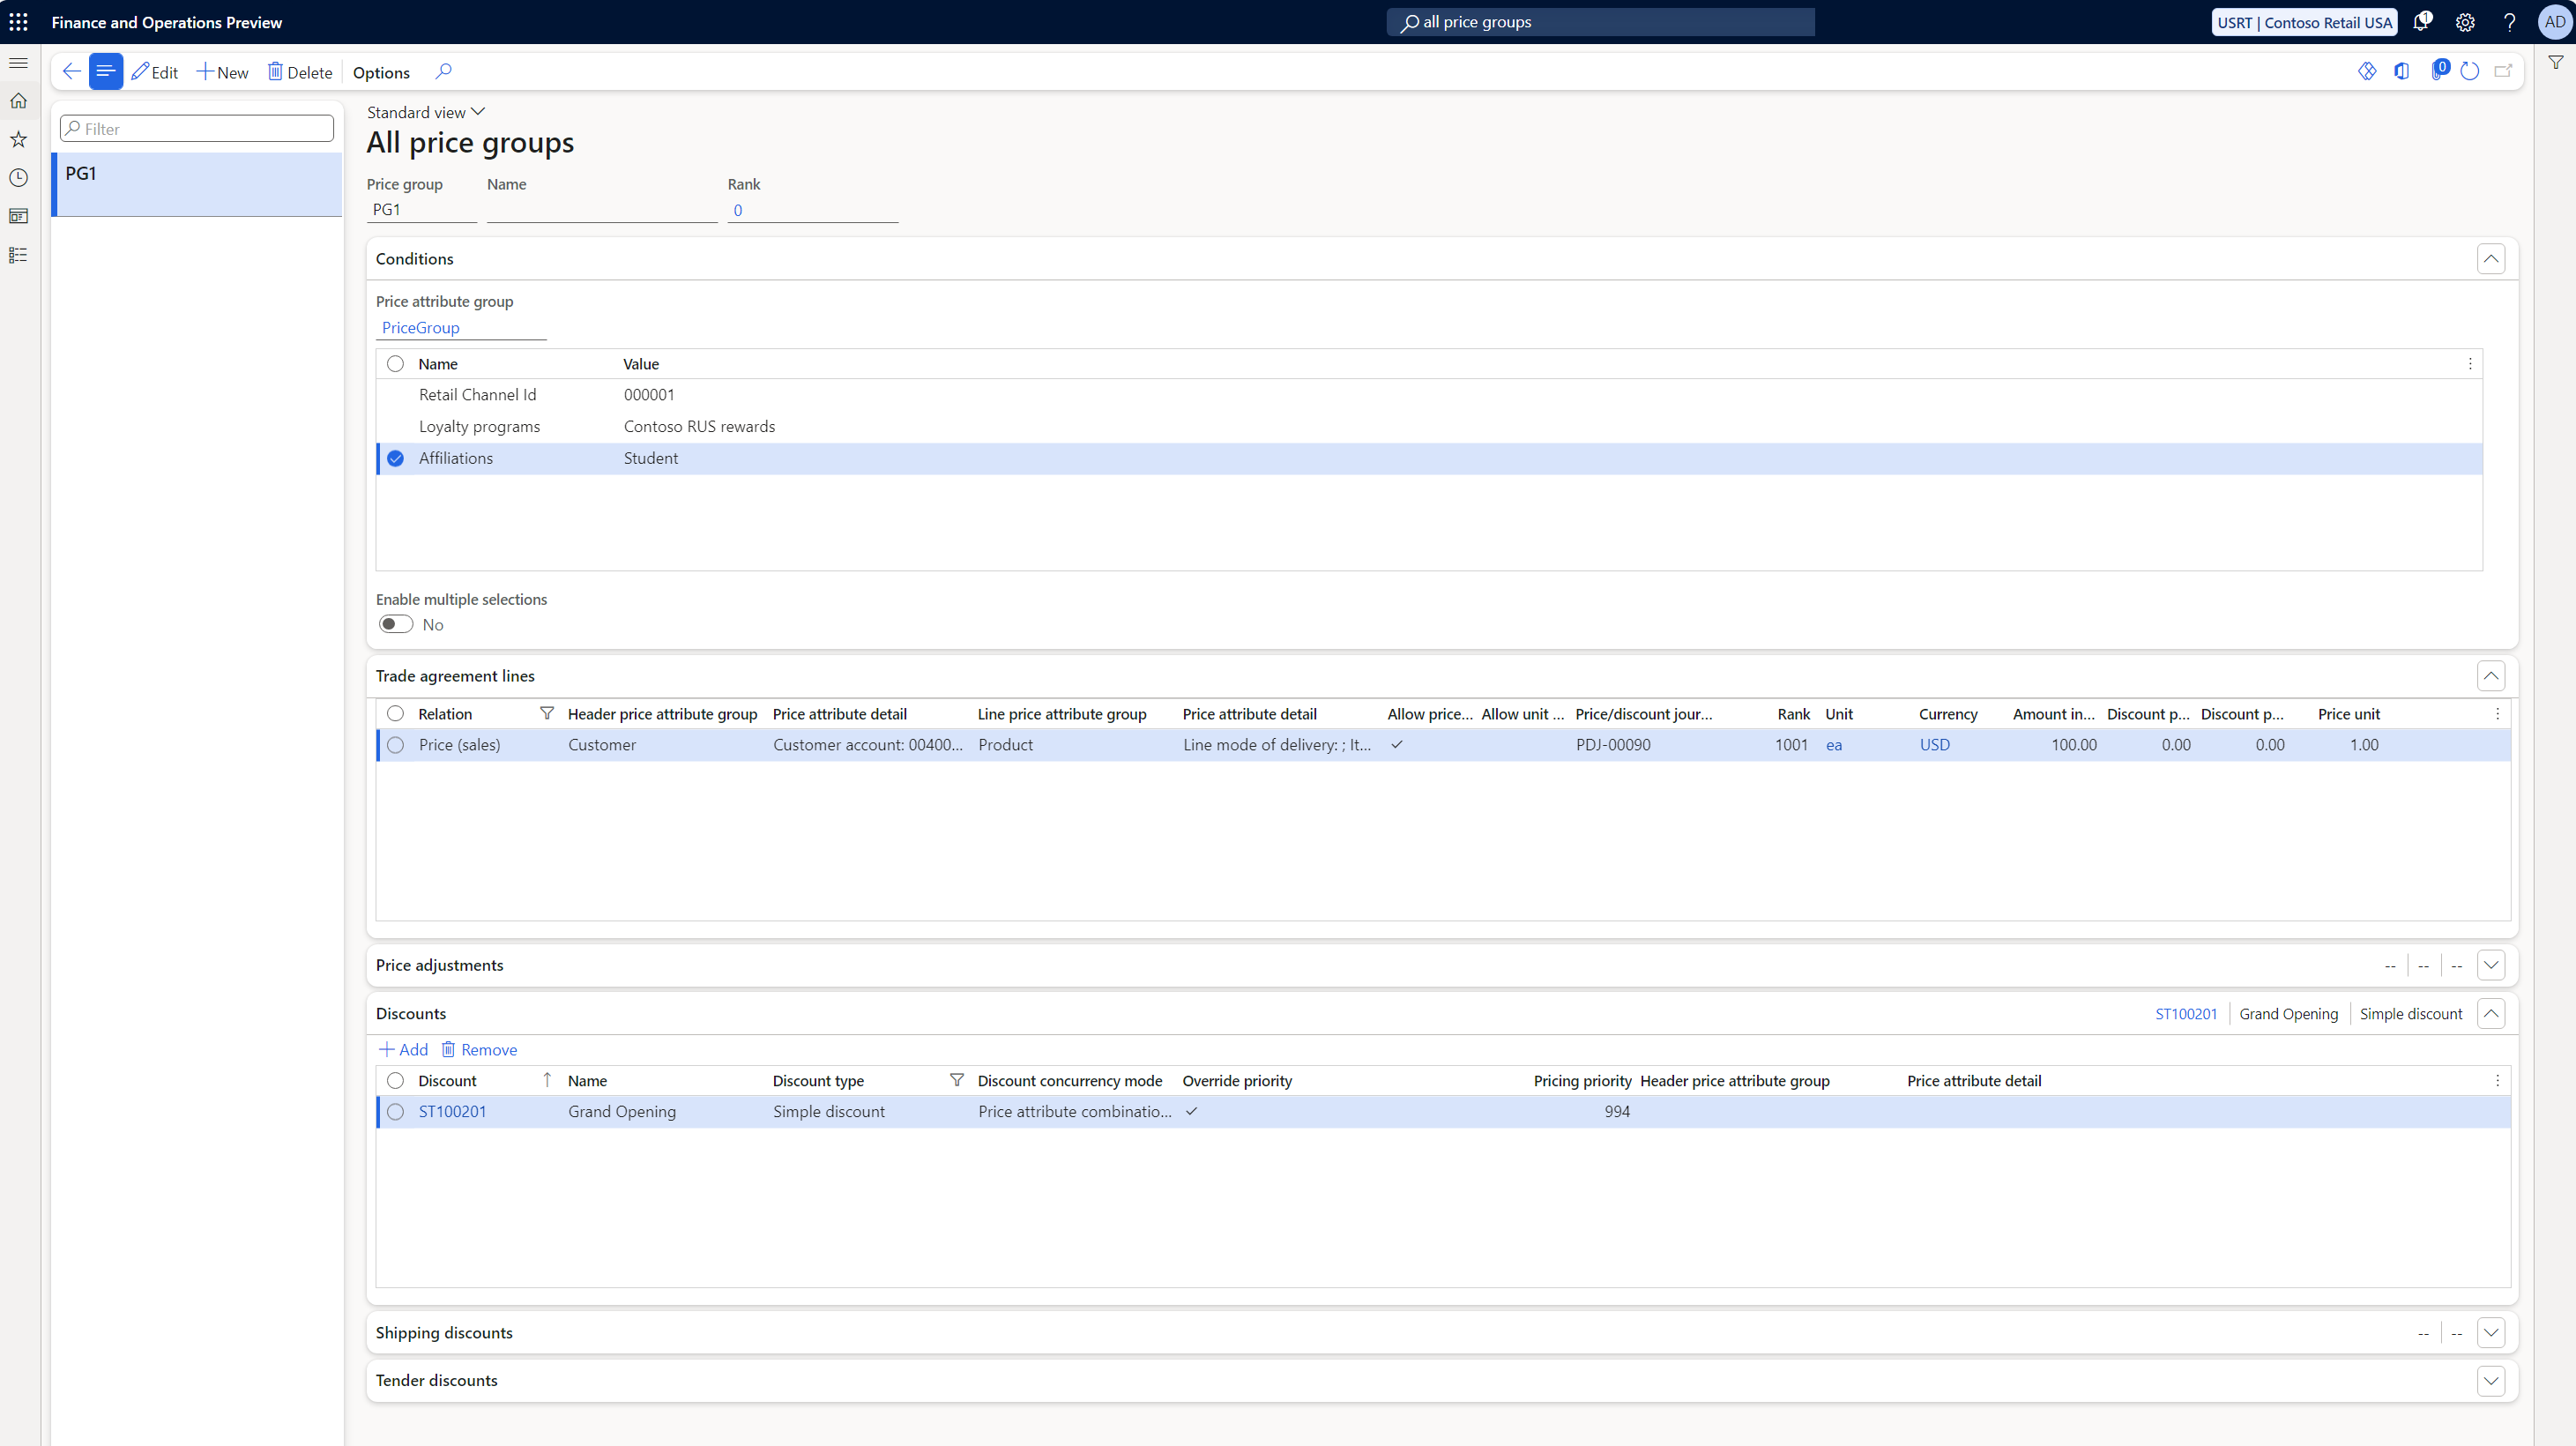 Finance and Operations Preview
all price groups
USRT | Contoso Retail USA
1
?
AD
Edit
New
Delete
Options
0
Filter
PG1
Standard view
All price groups
Price group Name Rank
PG1 0
Conditions
Price attribute group
PriceGroup
Name Value
Retail Channel Id 000001
Loyalty programs Contoso RUS rewards
Affiliations Student
Enable multiple selections
No
Trade agreement lines
Relation Header price attribute group Price attribute detail Line price attribute group Price attribute detail Allow price... Allow unit ... Price/discount jour... Rank Unit Currency Amount in... Discount p... Discount p... Price unit
Price (sales) Customer Customer account: 00400... Product Line mode of delivery: ; It... PDJ-00090 1001 ea USD 100.00 0.00 0.00 1.00
Price adjustments -- -- --
Discounts ST100201 Grand Opening Simple discount
Add Remove
Discount Name Discount type Discount concurrency mode Override priority Pricing priority Header price attribute group Price attribute detail
ST100201 Grand Opening Simple discount Price attribute combinatio... 994
Shipping discounts -- --
Tender discounts